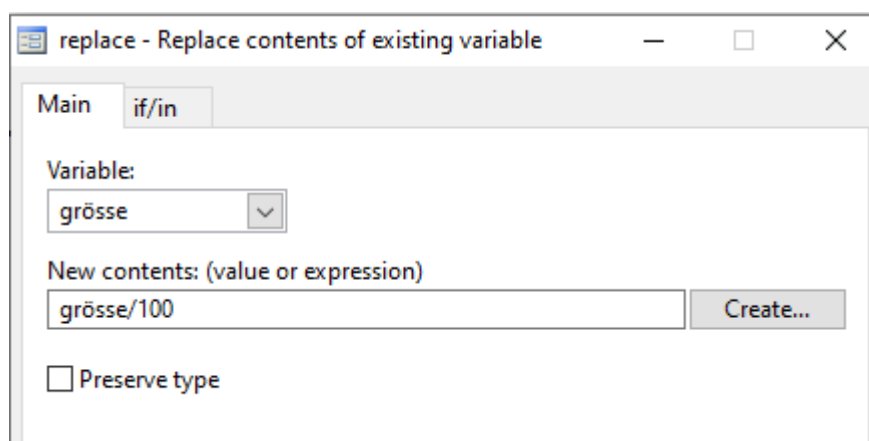 replace - Replace contents of existing variable
Main if/in
Variable:
grösse
New contents: (value or expression)
grösse/100 Create...
Preserve type